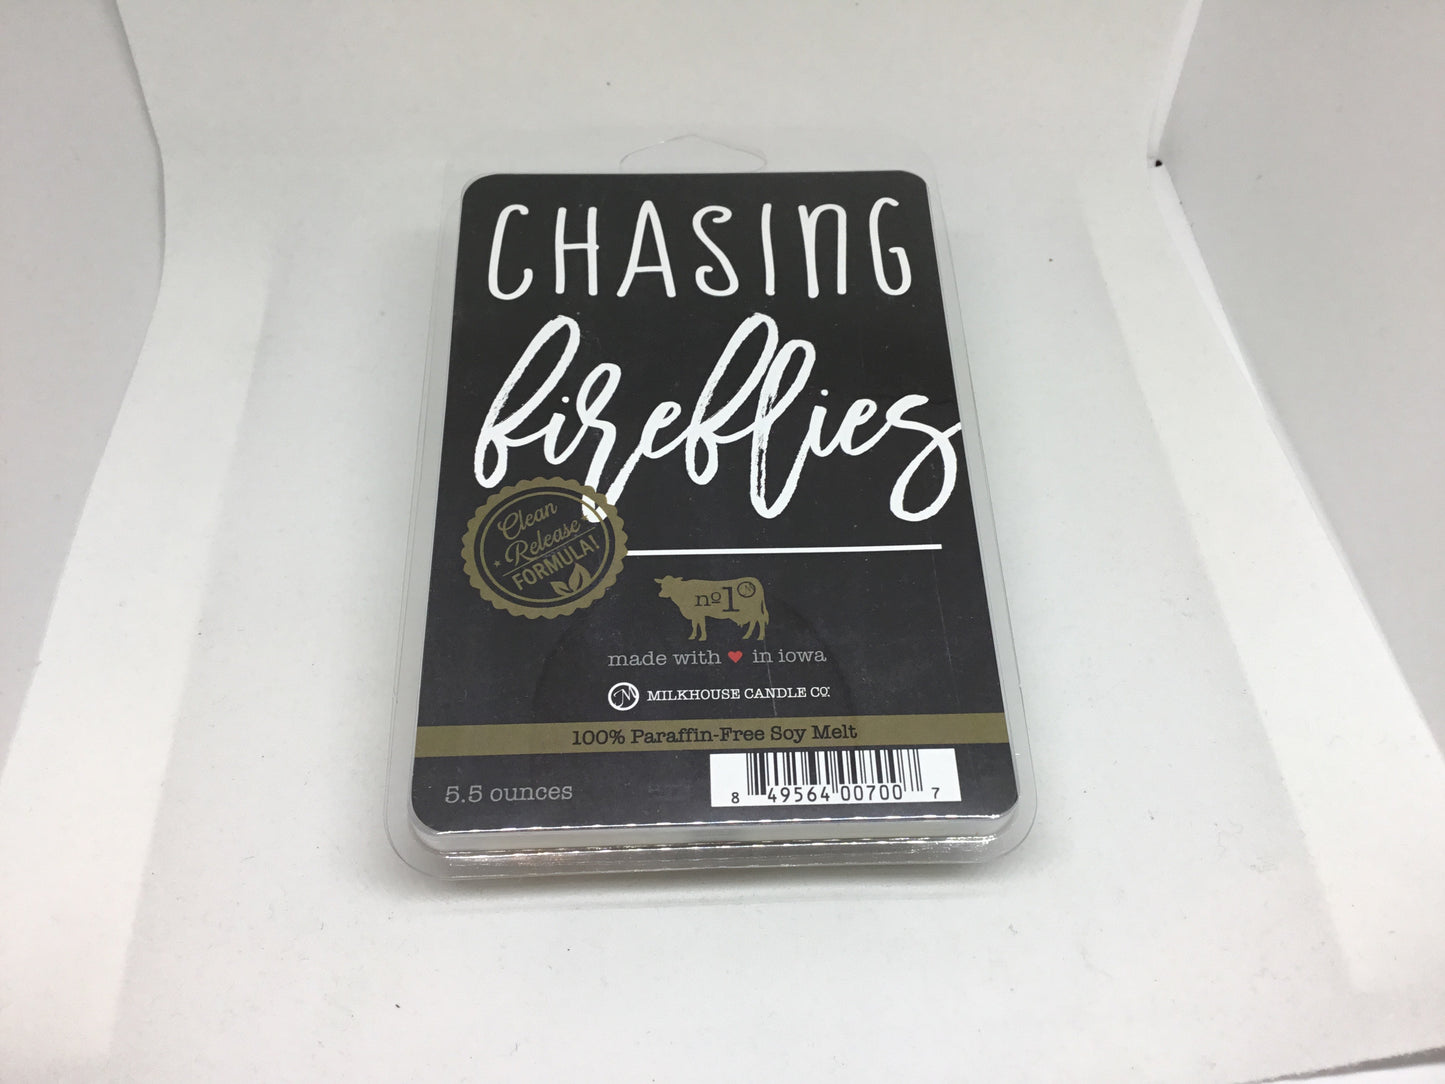 CHASING
fireflies
Clean
Release
FORMULA!
nº1
made with ♥ in iowa
MILKHOUSE CANDLE CO.
100% Paraffin-Free Soy Melt
5.5 ounces
8 49564 00700 7